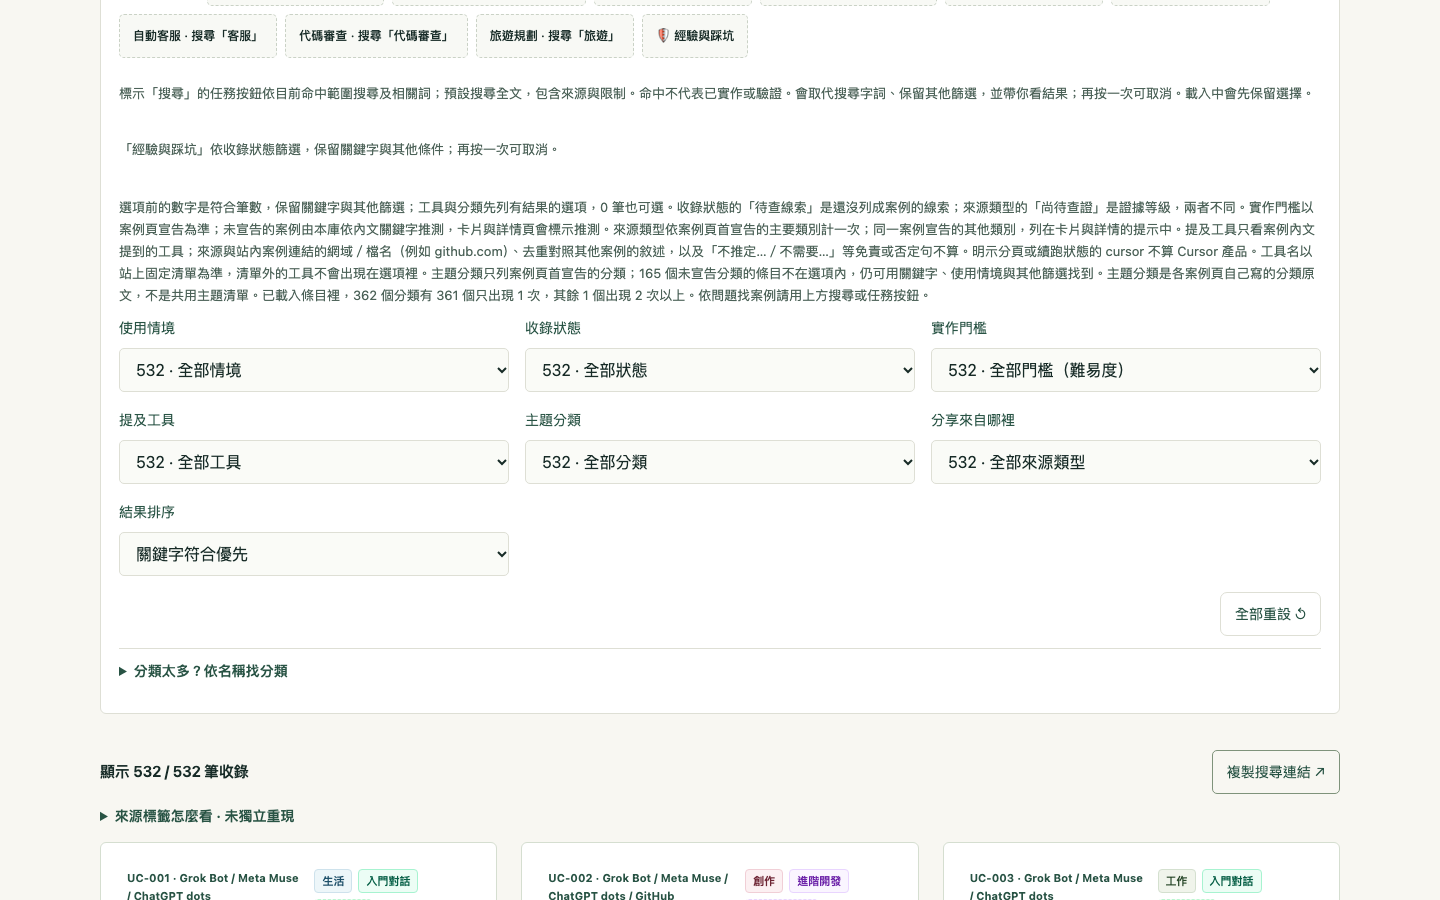 自動客服 · 搜尋「客服」
代碼審查 · 搜尋「代碼審查」
旅遊規劃 · 搜尋「旅遊」
經驗與踩坑
標示「搜尋」的任務按鈕依目前命中範圍搜尋及相關詞；預設搜尋全文，包含來源與限制。命中不代表已實作或驗證。會取代搜尋字詞、保留其他篩選，並帶你看結果；再按一次可取消。載入中會先保留選擇。
「經驗與踩坑」依收錄狀態篩選，保留關鍵字與其他條件；再按一次可取消。
選項前的數字是符合筆數，保留關鍵字與其他篩選；工具與分類先列有結果的選項，0 筆也可選。收錄狀態的「待查線索」是還沒列成案例的線索；來源類型的「尚待查證」是證據等級，兩者不同。實作門檻以
案例頁宣告為準；未宣告的案例由本庫依內文關鍵字推測，卡片與詳情頁會標示推測。來源類型依案例頁首宣告的主要類別計一次；同一案例宣告的其他類別，列在卡片與詳情的提示中。提及工具只看案例內文
提到的工具；來源與站內案例連結的網域 / 檔名（例如 github.com）、去重對照其他案例的敘述，以及「不推定… / 不需要…」等免責或否定句不算。明示分頁或續跑狀態的 cursor 不算 Cursor 產品。工具名以
站上固定清單為準，清單外的工具不會出現在選項裡。主題分類只列案例頁首宣告的分類；165 個未宣告分類的條目不在選項內，仍可用關鍵字、使用情境與其他篩選找到。主題分類是各案例頁自己寫的分類原
文，不是共用主題清單。已載入條目裡，362 個分類有 361 個只出現 1 次，其餘 1 個出現 2 次以上。依問題找案例請用上方搜尋或任務按鈕。
使用情境
收錄狀態
實作門檻
532 · 全部情境
532 · 全部狀態
532 · 全部門檻（難易度）
提及工具
主題分類
分享來自哪裡
532 · 全部工具
532 · 全部分類
532 · 全部來源類型
結果排序
關鍵字符合優先
全部重設 ↺
▶ 分類太多？依名稱找分類
顯示 532 / 532 筆收錄
複製搜尋連結 ↗
▶ 來源標籤怎麼看 · 未獨立重現
UC-001 · Grok Bot / Meta Muse
/ ChatGPT dots
生活
入門對話
UC-002 · Grok Bot / Meta Muse /
ChatGPT dots / GitHub
創作
進階開發
UC-003 · Grok Bot / Meta Muse
/ ChatGPT dots
工作
入門對話